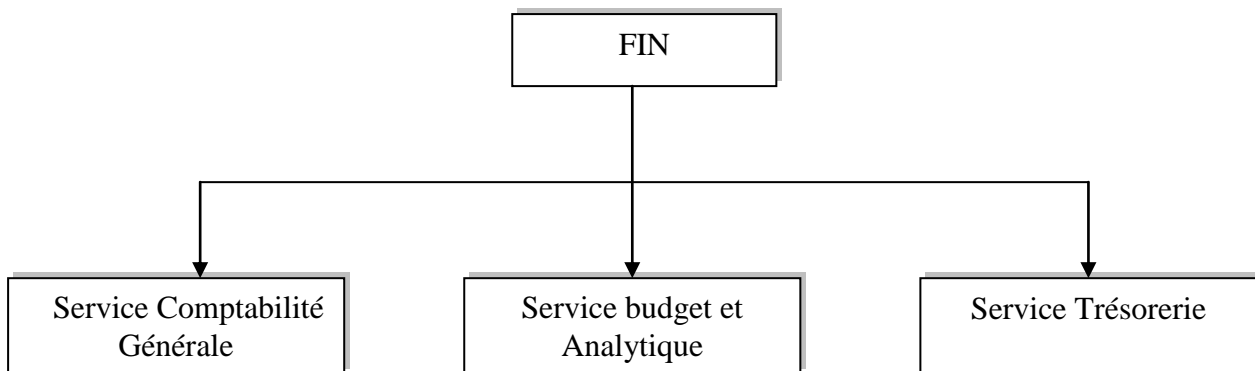 FIN
Service Comptabilité
Générale
Service budget et
Analytique
Service Trésorerie